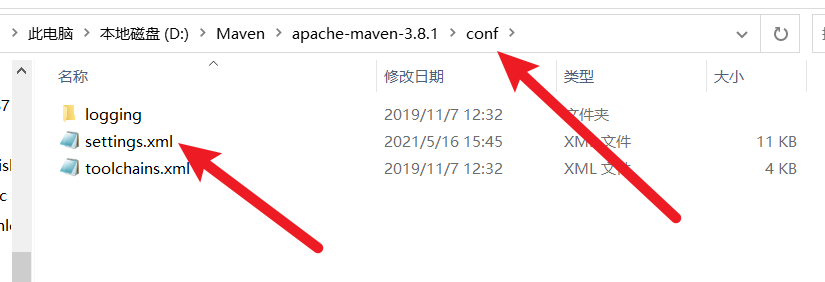 此电脑 > 本地磁盘 (D:) > Maven > apache-maven-3.8.1 > conf >
名称 修改日期 类型 大小
logging 2019/11/7 12:32 文件夹
settings.xml 2021/5/16 15:45 XML 文件 11 KB
toolchains.xml 2019/11/7 12:32 XML 文件 4 KB